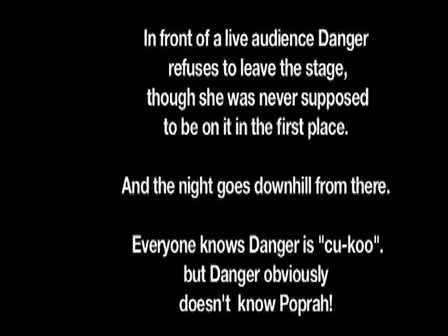 In front of a live audience Danger
refuses to leave the stage,
though she was never supposed
to be on it in the first place.
And the night goes downhill from there.
Everyone knows Danger is "cu-koo".
but Danger obviously
doesn't know Poprah!